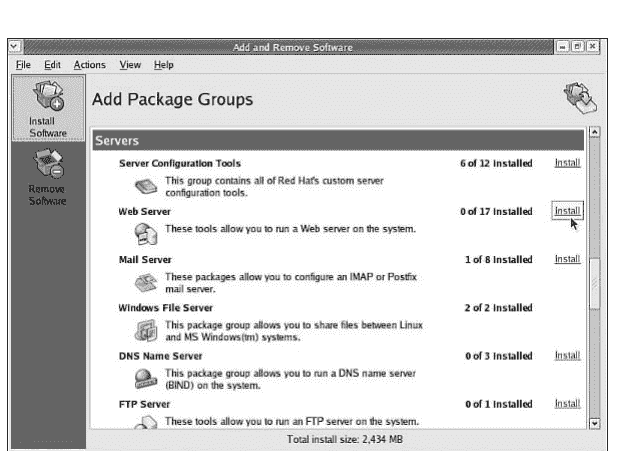 Add and Remove Software
File Edit Actions View Help
Install
Software
Remove
Software
Add Package Groups
Servers
Server Configuration Tools 6 of 12 Installed Install
This group contains all of Red Hat's custom server
configuration tools.
Web Server 0 of 17 Installed Install
These tools allow you to run a Web server on the system.
Mail Server 1 of 8 Installed Install
These packages allow you to configure an IMAP or Postfix
mail server.
Windows File Server 2 of 2 Installed
This package group allows you to share files between Linux
and MS Windows(tm) systems.
DNS Name Server 0 of 3 Installed Install
This package group allows you to run a DNS name server
(BIND) on the system.
FTP Server 0 of 1 Installed Install
These tools allow you to run an FTP server on the system.
Total install size: 2,434 MB